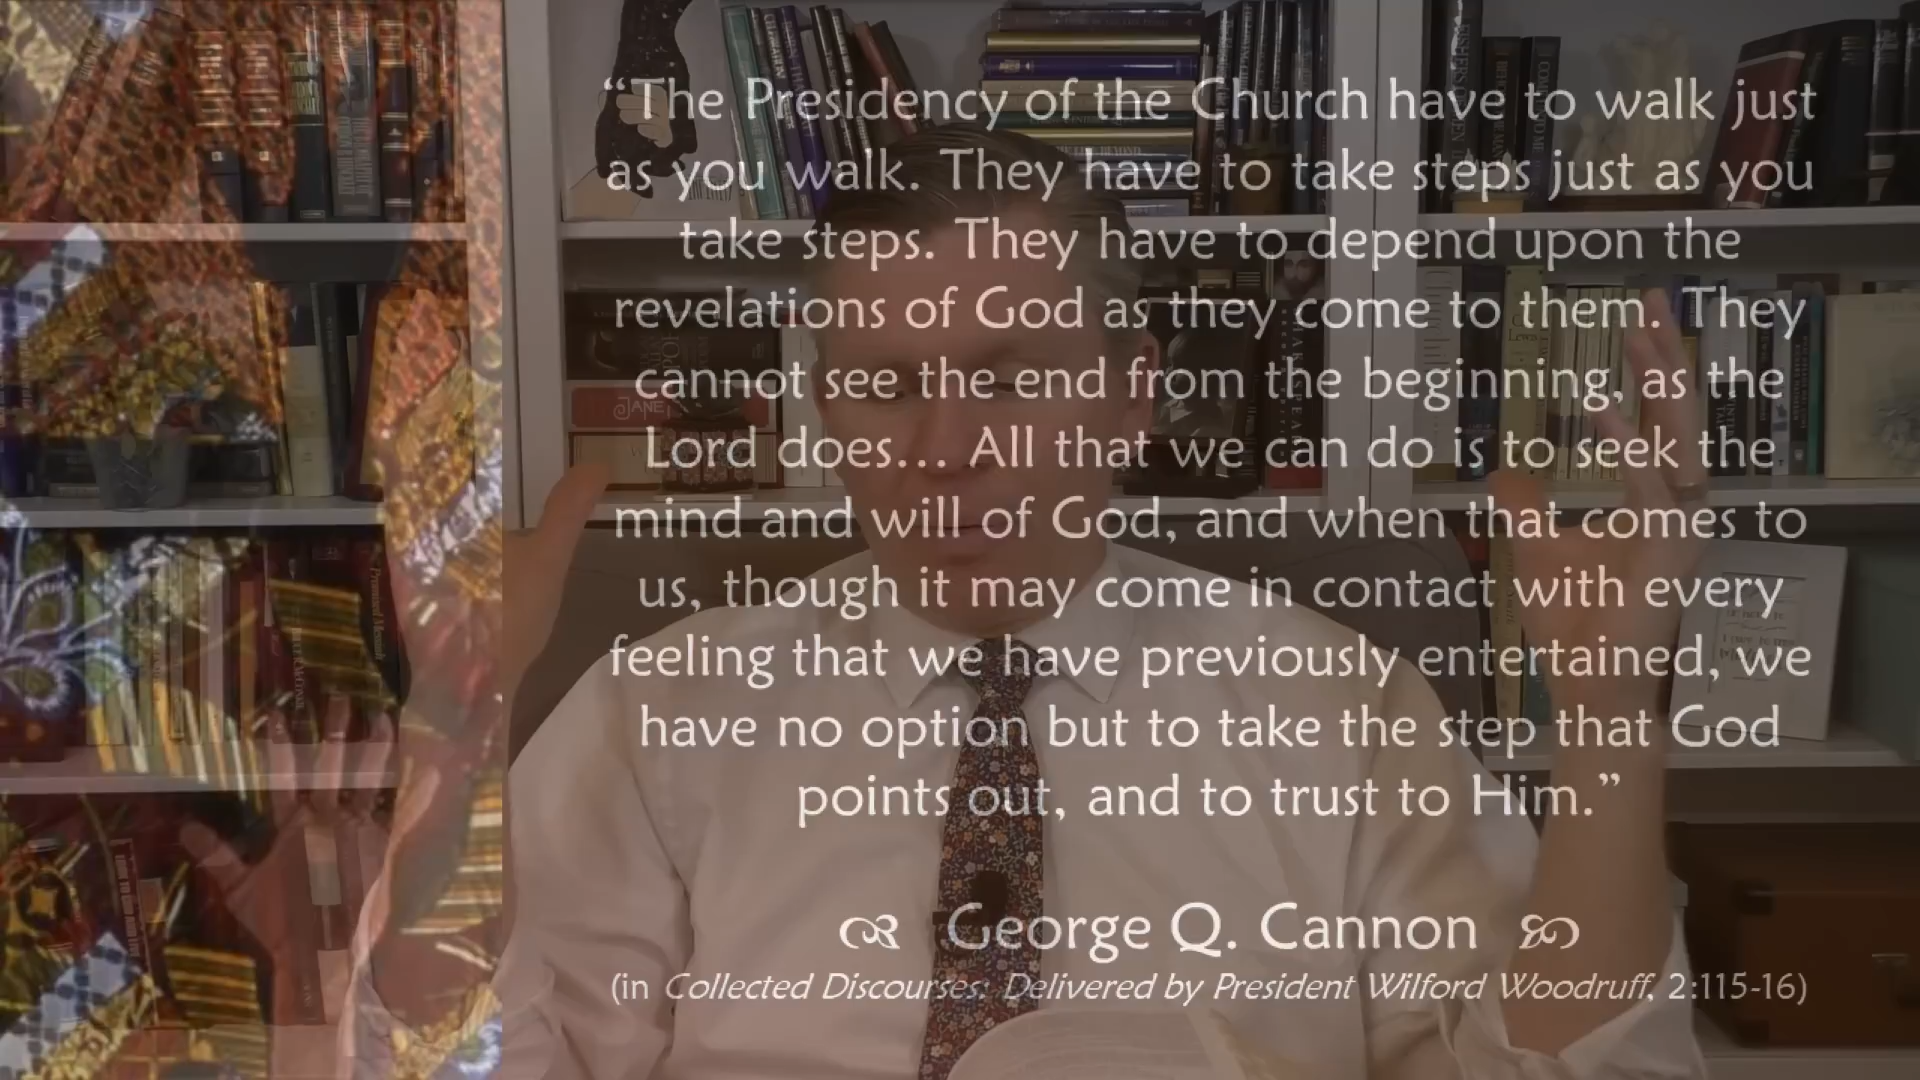 “The Presidency of the Church have to walk just
as you walk. They have to take steps just as you
take steps. They have to depend upon the
revelations of God as they come to them. They
cannot see the end from the beginning, as the
Lord does... All that we can do is to seek the
mind and will of God, and when that comes to
us, though it may come in contact with every
feeling that we have previously entertained, we
have no option but to take the step that God
points out, and to trust to Him.”
George Q. Cannon
(in Collected Discourses: Delivered by President Wilford Woodruff, 2:115-16)
JANE